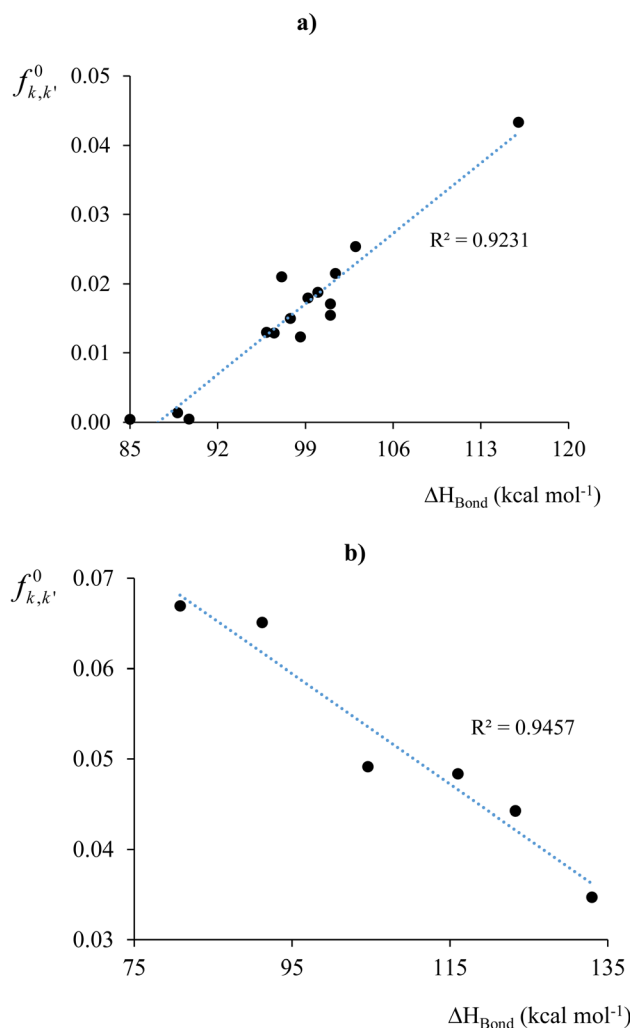 a)
f⁰k,k'
0.05
0.04
0.03
0.02
0.01
0.00
R² = 0.9231
85 92 99 106 113 120
ΔHBond (kcal mol⁻¹)
b)
f⁰k,k'
0.07
0.06
0.05
0.04
0.03
R² = 0.9457
75 95 115 135
ΔHBond (kcal mol⁻¹)